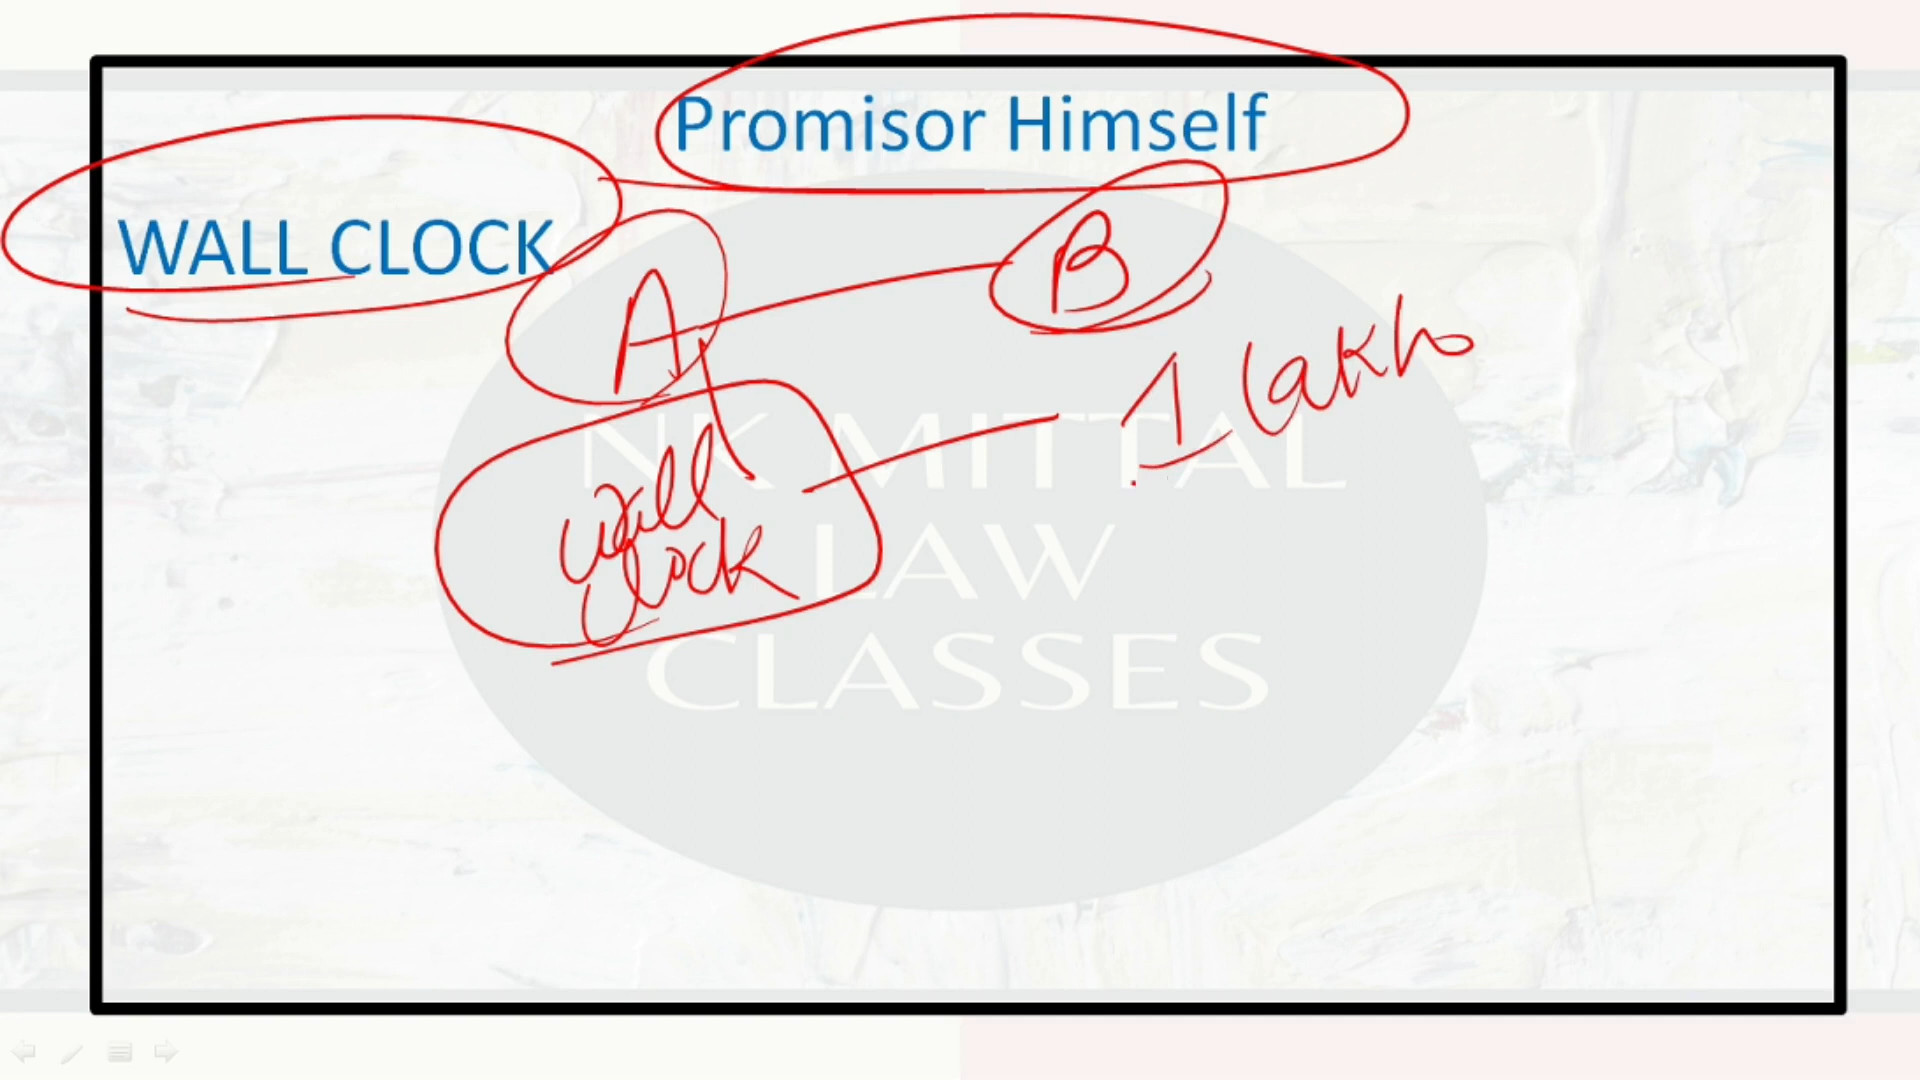 Promisor Himself
WALL CLOCK
A
B
1 Lakh
Wall
Clock
NK MITTAL
LAW
CLASSES